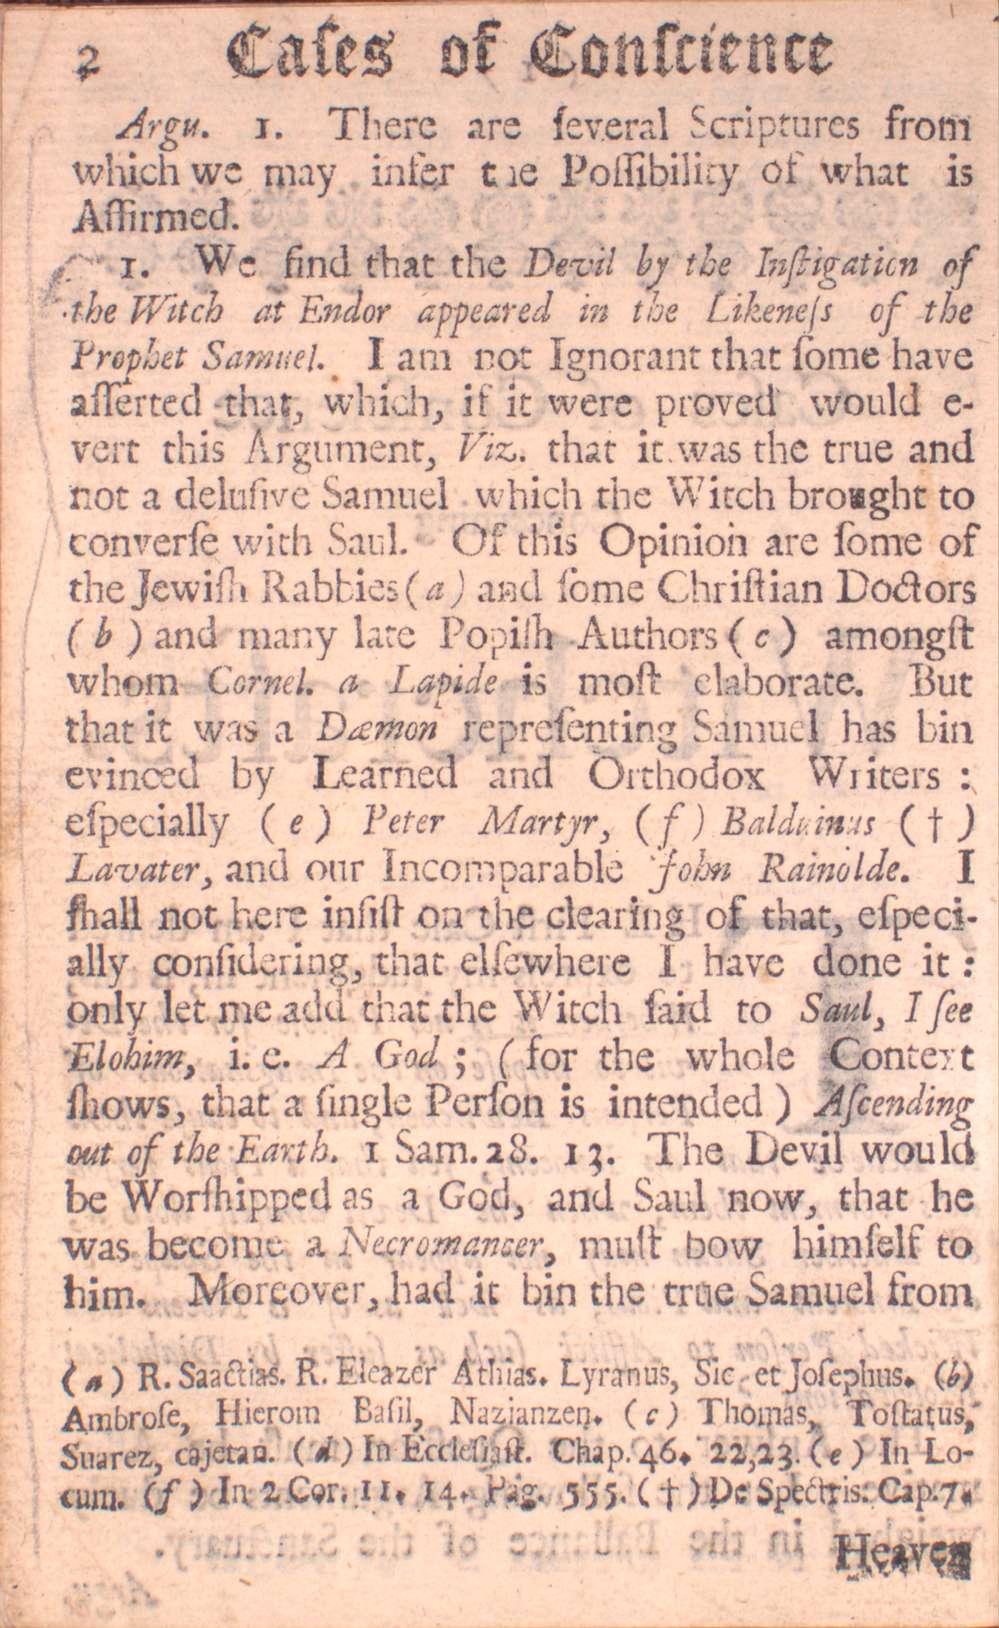 2 Caſes of Conſcience
Argu. 1. There are ſeveral Scriptures from
which we may infer the Poſſibility of what is
Affirmed.
1. We find that the Devil by the Inſtigation of
the Witch at Endor appeared in the Likeneſs of the
Prophet Samuel. I am not Ignorant that ſome have
aſſerted that, which, if it were proved would e-
vert this Argument, Viz. that it was the true and
not a deluſive Samuel which the Witch brought to
converſe with Saul. Of this Opinion are ſome of
the Jewiſh Rabbies (a) and ſome Chriſtian Doctors
(b) and many late Popiſh Authors (c) amongſt
whom Cornel. a Lapide is moſt elaborate. But
that it was a Dæmon repreſenting Samuel has bin
evinced by Learned and Orthodox Writers :
eſpecially (e) Peter Martyr, (f) Balduinus (†)
Lavater, and our Incomparable John Rainolde. I
ſhall not here inſiſt on the clearing of that, eſpeci-
ally conſidering, that elſewhere I have done it :
only let me add that the Witch ſaid to Saul, I ſee
Elohim, i. e. A God ; (for the whole Context
ſhows, that a ſingle Perſon is intended) Aſcending
out of the Earth. 1 Sam. 28. 13. The Devil would
be Worſhipped as a God, and Saul now, that he
was become a Necromancer, muſt bow himſelf to
him. Moreover, had it bin the true Samuel from
(a) R. Saactias. R. Eleazer Athias. Lyranus, Sic et Joſephus. (b)
Ambroſe, Hierom Baſil, Nazianzen. (c) Thomas, Toſtatus,
Suarez, cajetan. (d) In Eccleſiaſt. Chap. 46. 22,23. (e) In Lo-
cum. (f) In 2 Cor. 11. 14. Pag. 555. (†) De Spectris. Cap. 7.
Heaven